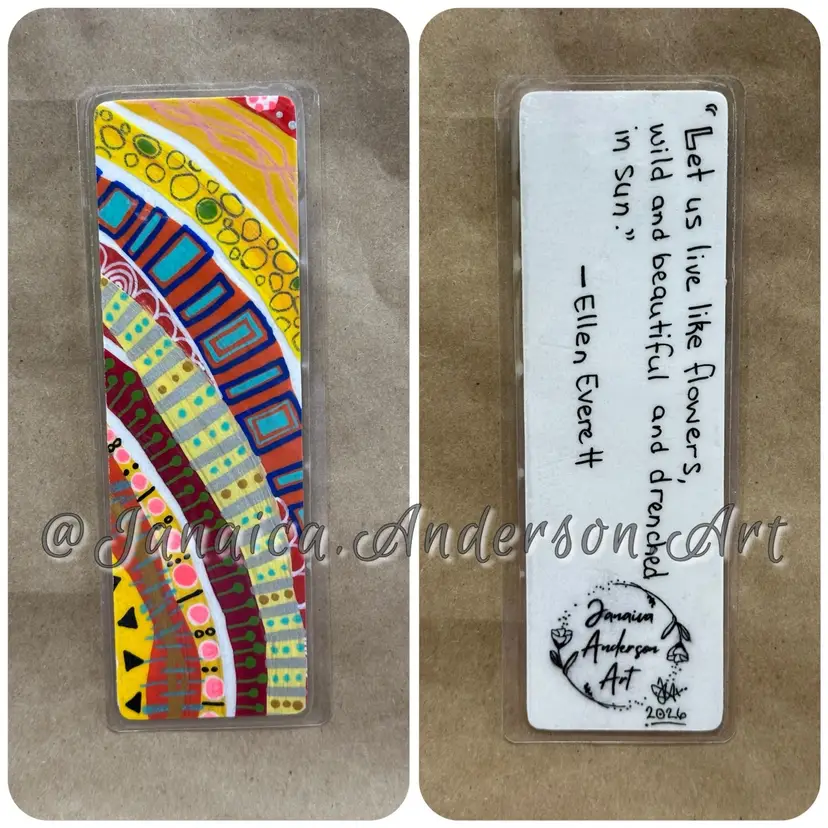 "Let us live like flowers,
wild and beautiful and drenched
in sun."
—Ellen Everett
@Janaica.Anderson.Art
Janaica
Anderson
Art
2026